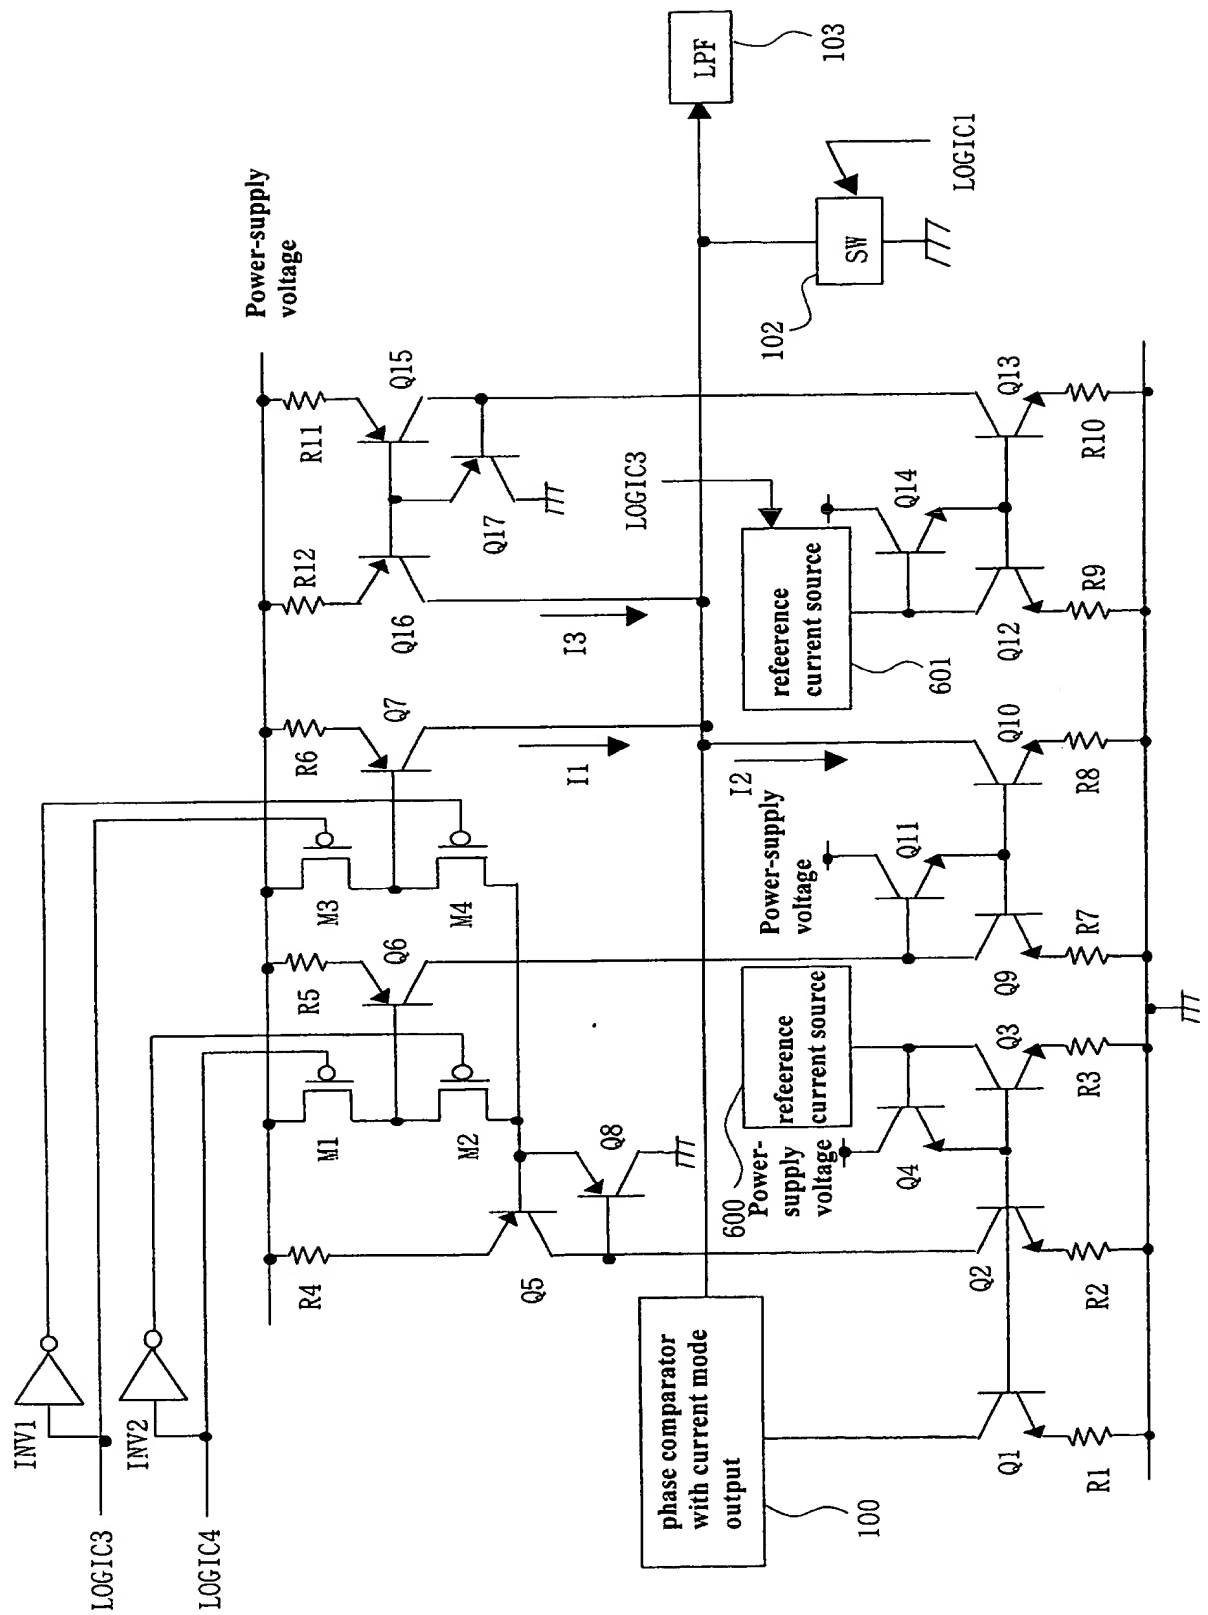 LOGIC3
INV1
LOGIC4
INV2
Power-supply
voltage
R4
M1
R5
M3
R6
R12
R11
M2
Q6
M4
Q7
Q16
Q15
Q5
Q8
Q17
I1
I3
LOGIC3
phase comparator
with current mode
output
100
LPF
103
600
Power-
supply
voltage
refeerence
current source
I2
Power-supply
voltage
refeerence
current source
601
102
SW
LOGIC1
Q4
Q11
Q14
Q1
Q2
Q3
Q9
Q10
Q12
Q13
R1
R2
R3
R7
R8
R9
R10